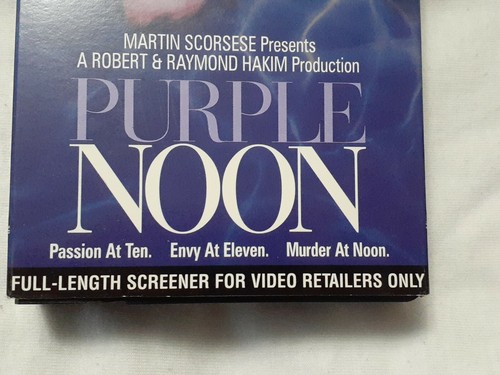 MARTIN SCORSESE Presents
A ROBERT & RAYMOND HAKIM Production
PURPLE
NOON
Passion At Ten. Envy At Eleven. Murder At Noon.
FULL-LENGTH SCREENER FOR VIDEO RETAILERS ONLY